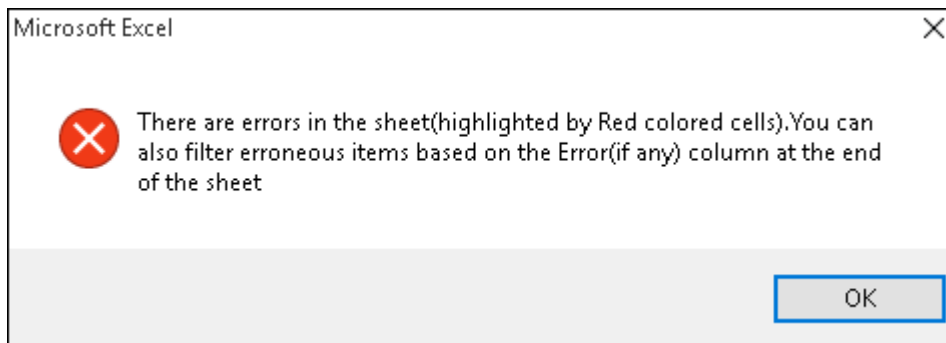 Microsoft Excel
There are errors in the sheet(highlighted by Red colored cells).You can
also filter erroneous items based on the Error(if any) column at the end
of the sheet
OK